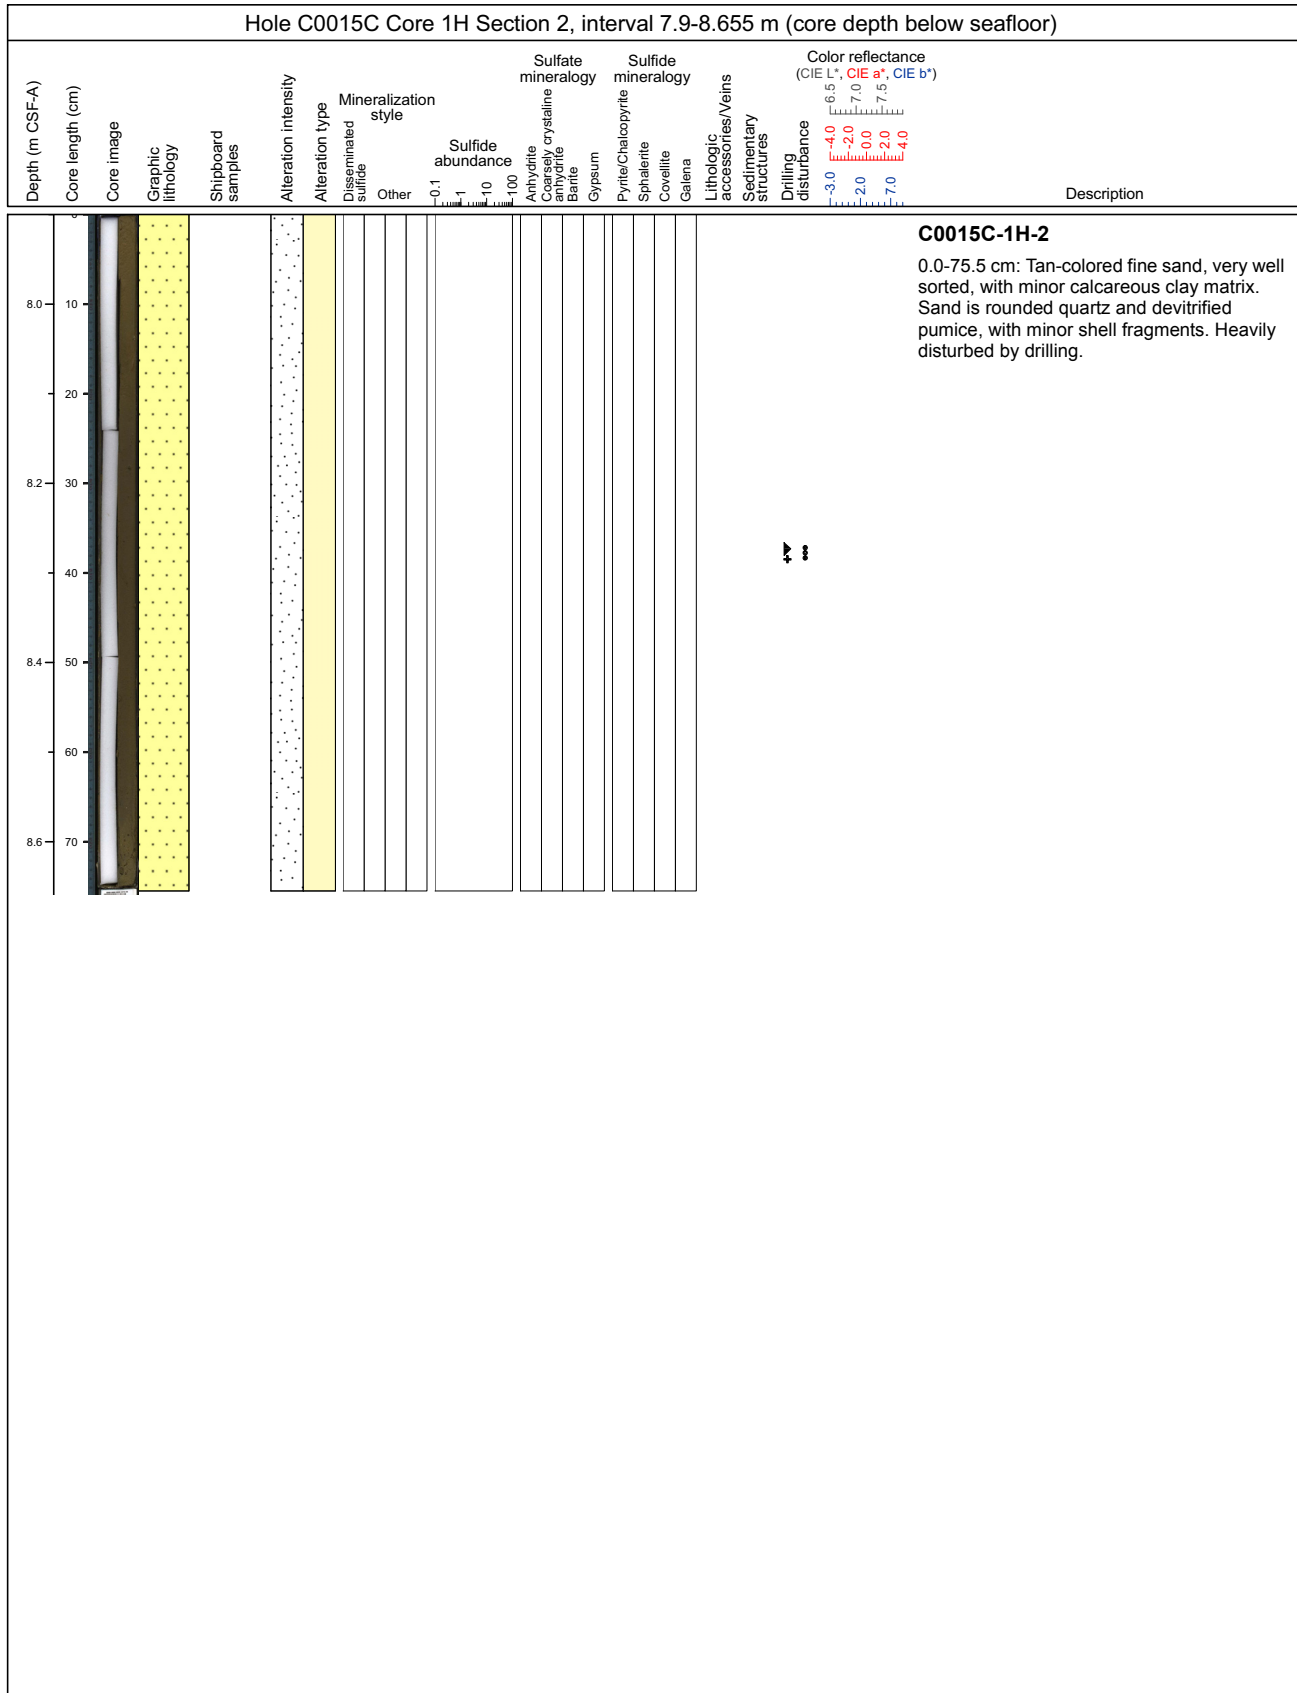 Hole C0015C Core 1H Section 2, interval 7.9-8.655 m (core depth below seafloor)
Depth (m CSF-A)
Core length (cm)
Core image
Graphic
lithology
Shipboard
samples
Alteration intensity
Alteration type
Mineralization
style
Disseminated
sulfide
Other
Sulfide
abundance
0.1
1
10
100
Sulfate
mineralogy
Anhydrite
Coarsely crystaline
anhydrite
Barite
Gypsum
Sulfide
mineralogy
Pyrite/Chalcopyrite
Sphalerite
Covellite
Galena
Lithologic
accessories/Veins
Sedimentary
structures
Drilling
disturbance
Color reflectance
(CIE L*, CIE a*, CIE b*)
6.5
7.0
7.5
-4.0
-2.0
0.0
2.0
4.0
-3.0
2.0
7.0
Description
0
8.0
10
20
8.2
30
40
8.4
50
60
8.6
70
C0015C-1H-2
0.0-75.5 cm: Tan-colored fine sand, very well
sorted, with minor calcareous clay matrix.
Sand is rounded quartz and devitrified
pumice, with minor shell fragments. Heavily
disturbed by drilling.